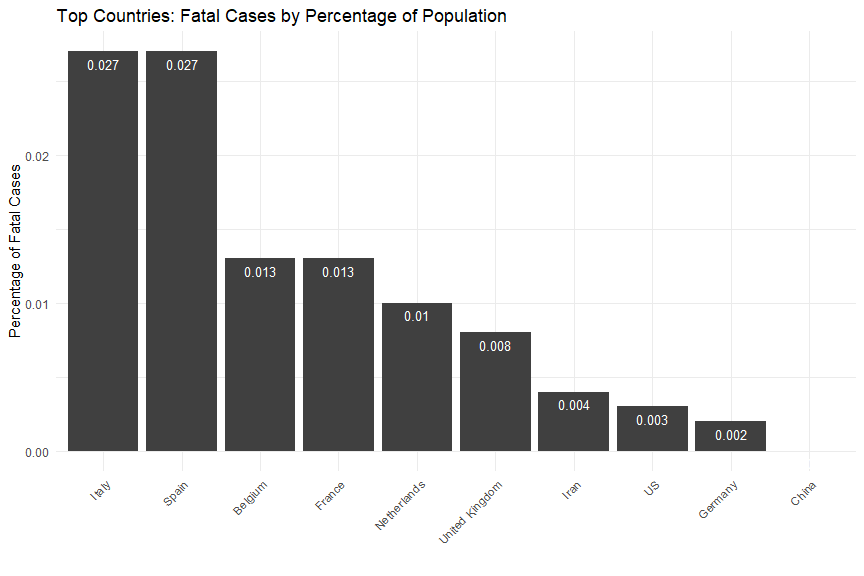 Top Countries: Fatal Cases by Percentage of Population
Percentage of Fatal Cases
0.02
0.01
0.00
0.027
0.027
0.013
0.013
0.01
0.008
0.004
0.003
0.002
Italy
Spain
Belgium
France
Netherlands
United Kingdom
Iran
US
Germany
China